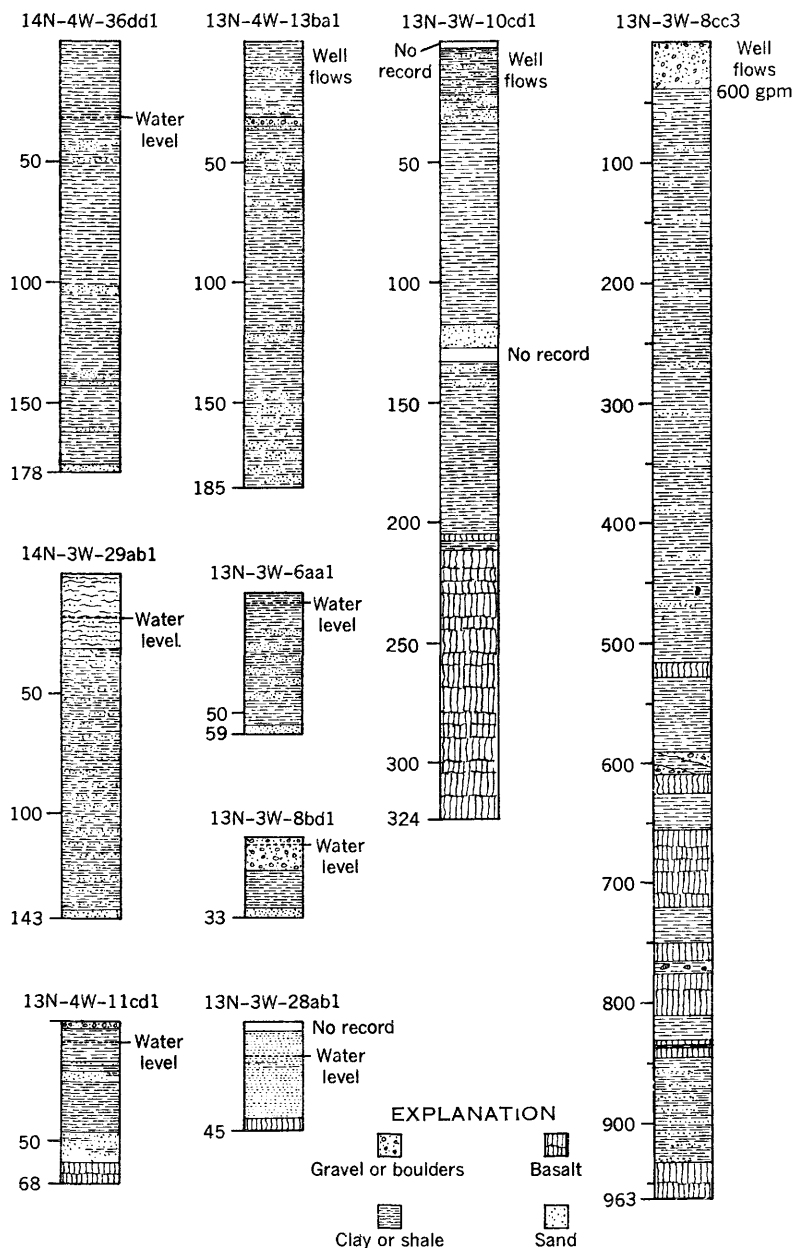 14N-4W-36dd1
Water
level
50
100
150
178
13N-4W-13ba1
Well
flows
50
100
150
185
13N-3W-10cd1
No
record
Well
flows
50
100
No record
150
200
250
300
324
13N-3W-8cc3
Well
flows
600 gpm
100
200
300
400
500
600
700
800
900
963
14N-3W-29ab1
Water
level.
50
100
143
13N-3W-6aa1
Water
level
50
59
13N-3W-8bd1
Water
level
33
13N-4W-11cd1
Water
level
50
68
13N-3W-28ab1
No record
Water
level
45
EXPLANATION
Gravel or boulders
Basalt
Clay or shale
Sand